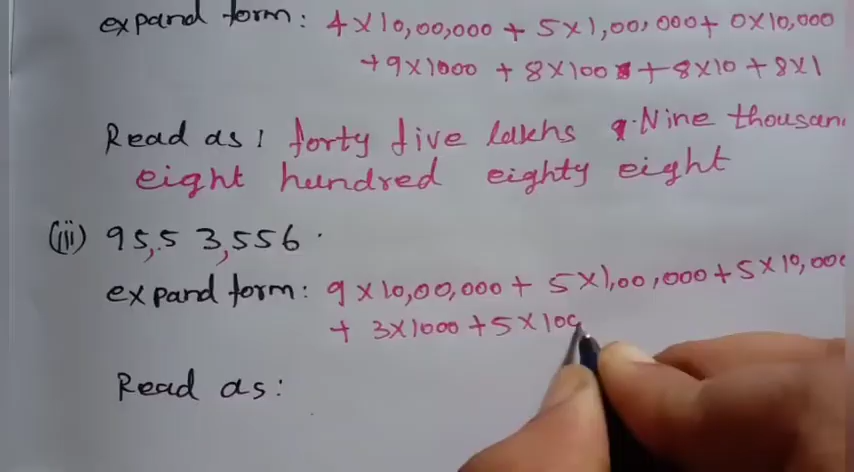 expand form: 4×10,00,000 + 5×1,00,000+ 0×10,000
+9×1000 + 8×100 +8×10 +8×1
Read as: forty five lakhs Nine thousan
eight hundred eighty eight
(iii) 95,53,556.
expand form: 9×10,00,000+ 5×1,00,000+5×10,000
+ 3×1000+5×100
Read as: